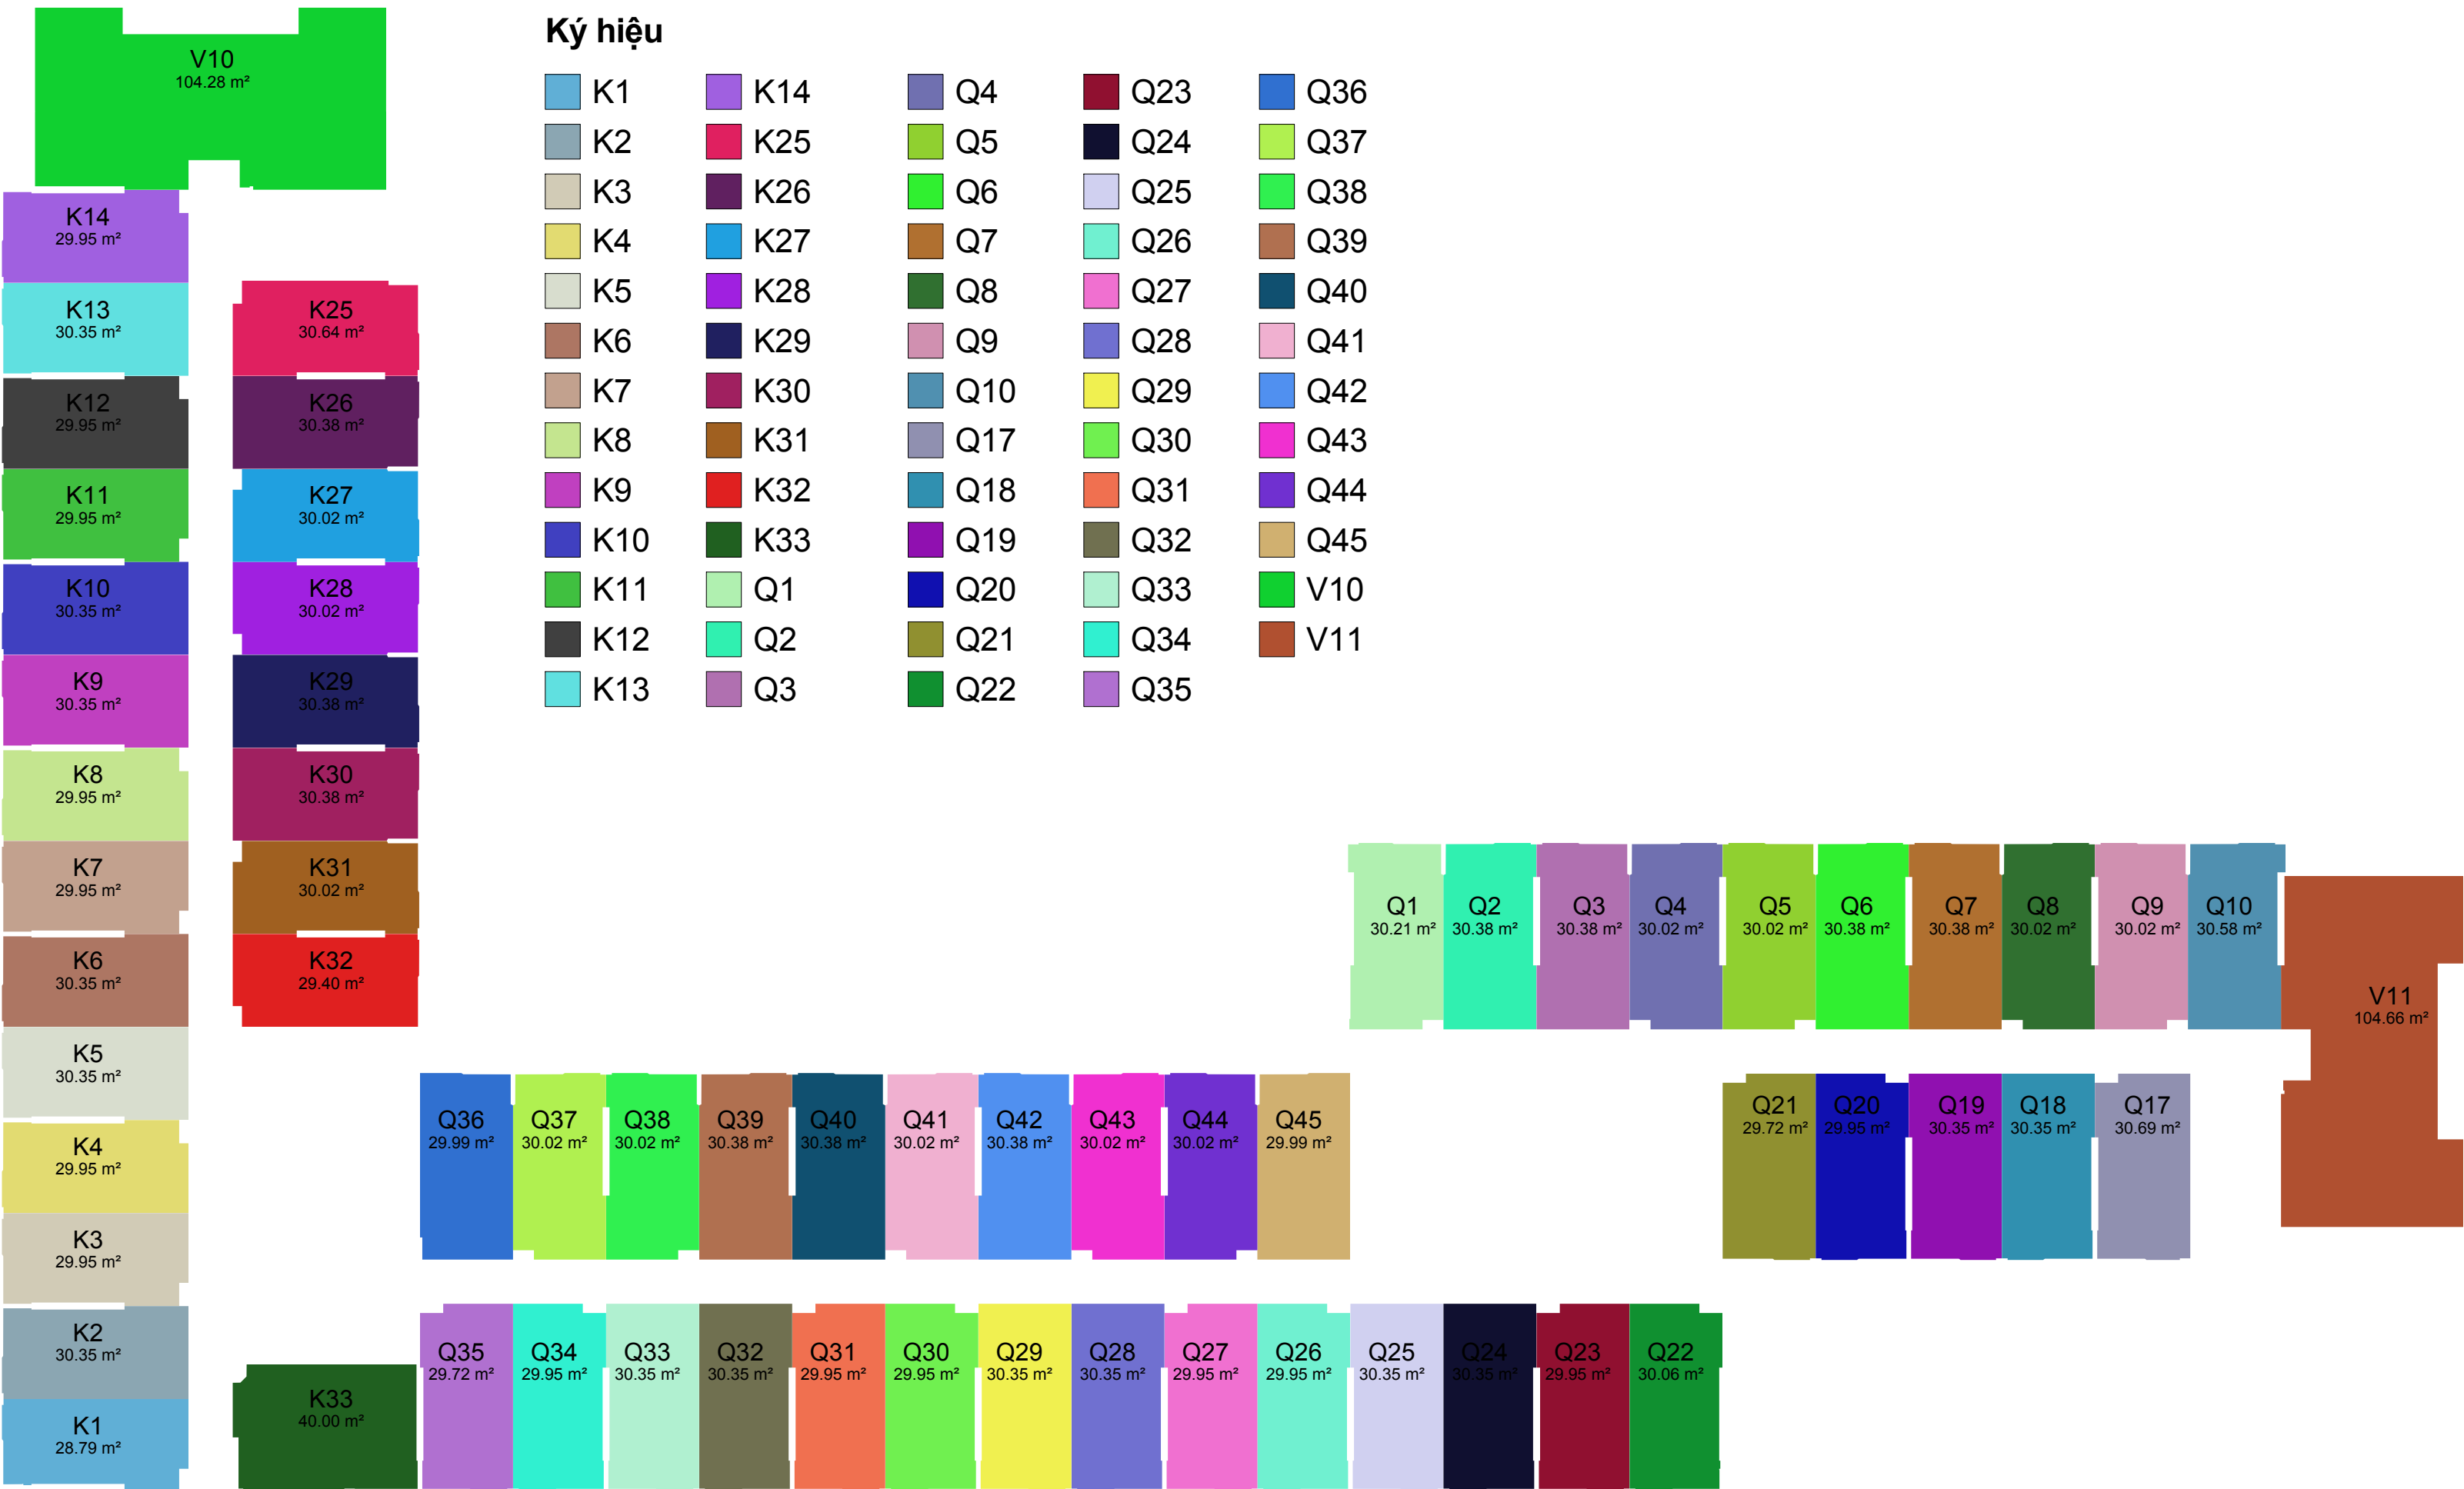 V10
104.28 m²
K14
29.95 m²
K13
30.35 m²
K12
29.95 m²
K11
29.95 m²
K10
30.35 m²
K9
30.35 m²
K8
29.95 m²
K7
29.95 m²
K6
30.35 m²
K5
30.35 m²
K4
29.95 m²
K3
29.95 m²
K2
30.35 m²
K1
28.79 m²
K25
30.64 m²
K26
30.38 m²
K27
30.02 m²
K28
30.02 m²
K29
30.38 m²
K30
30.38 m²
K31
30.02 m²
K32
29.40 m²
K33
40.00 m²
Ký hiệu
K1
K2
K3
K4
K5
K6
K7
K8
K9
K10
K11
K12
K13
K14
K25
K26
K27
K28
K29
K30
K31
K32
K33
Q1
Q2
Q3
Q4
Q5
Q6
Q7
Q8
Q9
Q10
Q17
Q18
Q19
Q20
Q21
Q22
Q23
Q24
Q25
Q26
Q27
Q28
Q29
Q30
Q31
Q32
Q33
Q34
Q35
Q36
Q37
Q38
Q39
Q40
Q41
Q42
Q43
Q44
Q45
V10
V11
Q1
30.21 m²
Q2
30.38 m²
Q3
30.38 m²
Q4
30.02 m²
Q5
30.02 m²
Q6
30.38 m²
Q7
30.38 m²
Q8
30.02 m²
Q9
30.02 m²
Q10
30.58 m²
V11
104.66 m²
Q36
29.99 m²
Q37
30.02 m²
Q38
30.02 m²
Q39
30.38 m²
Q40
30.38 m²
Q41
30.02 m²
Q42
30.38 m²
Q43
30.02 m²
Q44
30.02 m²
Q45
29.99 m²
Q21
29.72 m²
Q20
29.95 m²
Q19
30.35 m²
Q18
30.35 m²
Q17
30.69 m²
Q35
29.72 m²
Q34
29.95 m²
Q33
30.35 m²
Q32
30.35 m²
Q31
29.95 m²
Q30
29.95 m²
Q29
30.35 m²
Q28
30.35 m²
Q27
29.95 m²
Q26
29.95 m²
Q25
30.35 m²
Q24
30.35 m²
Q23
29.95 m²
Q22
30.06 m²